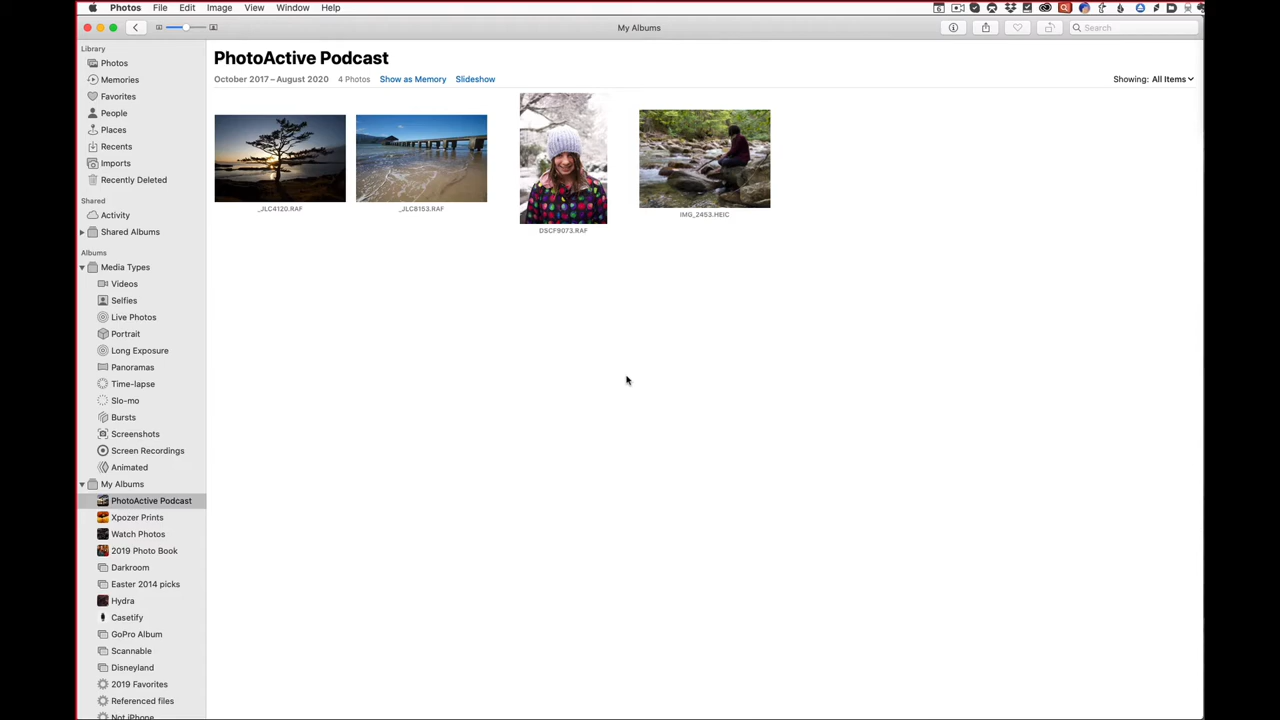 Photos File Edit Image View Window Help
My Albums
Search
Library
Photos
Memories
Favorites
People
Places
Recents
Imports
Recently Deleted
Shared
Activity
Shared Albums
Albums
Media Types
Videos
Selfies
Live Photos
Portrait
Long Exposure
Panoramas
Time-lapse
Slo-mo
Bursts
Screenshots
Screen Recordings
Animated
My Albums
PhotoActive Podcast
Xpozer Prints
Watch Photos
2019 Photo Book
Darkroom
Easter 2014 picks
Hydra
Casetify
GoPro Album
Scannable
Disneyland
2019 Favorites
Referenced files
Not iPhone
PhotoActive Podcast
October 2017 – August 2020 4 Photos Show as Memory Slideshow
Showing: All Items
_JLC4120.RAF
_JLC8153.RAF
DSCF9073.RAF
IMG_2453.HEIC